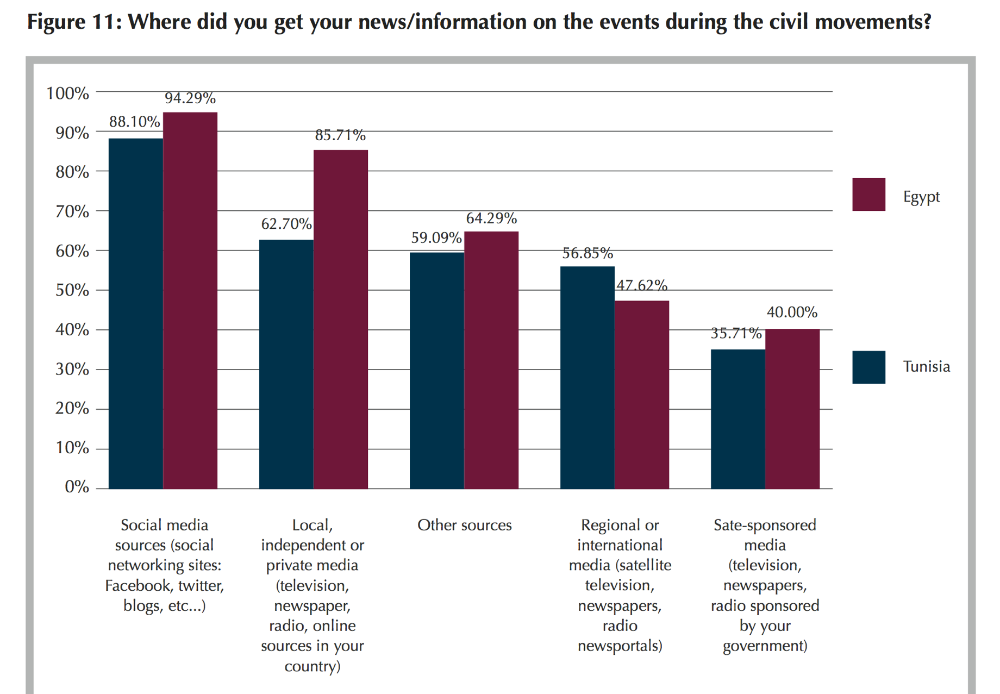 Figure 11: Where did you get your news/information on the events during the civil movements?
100%
90%
80%
70%
60%
50%
40%
30%
20%
10%
0%
88.10%
94.29%
62.70%
85.71%
59.09%
64.29%
56.85%
47.62%
35.71%
40.00%
Egypt
Tunisia
Social media
sources (social
networking sites:
Facebook, twitter,
blogs, etc...)
Local,
independent or
private media
(television,
newspaper,
radio, online
sources in your
country)
Other sources
Regional or
international
media (satellite
television,
newspapers,
radio
newsportals)
Sate-sponsored
media
(television,
newspapers,
radio sponsored
by your
government)